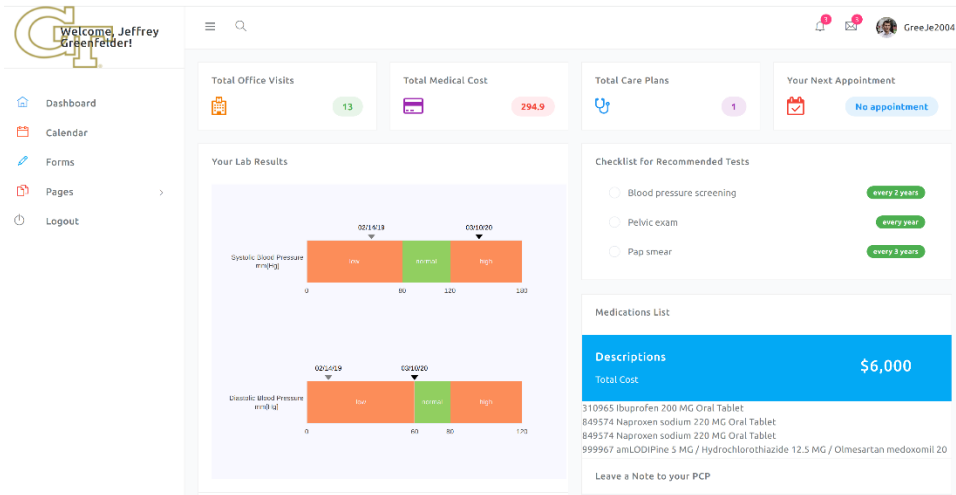 Welcome, Jeffrey
Greenfelder!
Dashboard
Calendar
Forms
Pages
Logout
1
3
GreeJe2004
Total Office Visits
13
Total Medical Cost
294.9
Total Care Plans
1
Your Next Appointment
No appointment
Your Lab Results
02/14/19
03/10/20
Systolic Blood Pressure
mm[Hg]
low
normal
high
0
80
120
180
02/14/19
03/10/20
Diastolic Blood Pressure
mm[Hg]
low
normal
high
0
60
80
120
Checklist for Recommended Tests
Blood pressure screening
every 2 years
Pelvic exam
every year
Pap smear
every 3 years
Medications List
Descriptions
$6,000
Total Cost
310965 Ibuprofen 200 MG Oral Tablet
849574 Naproxen sodium 220 MG Oral Tablet
849574 Naproxen sodium 220 MG Oral Tablet
999967 amLODIPine 5 MG / Hydrochlorothiazide 12.5 MG / Olmesartan medoxomil 20
Leave a Note to your PCP